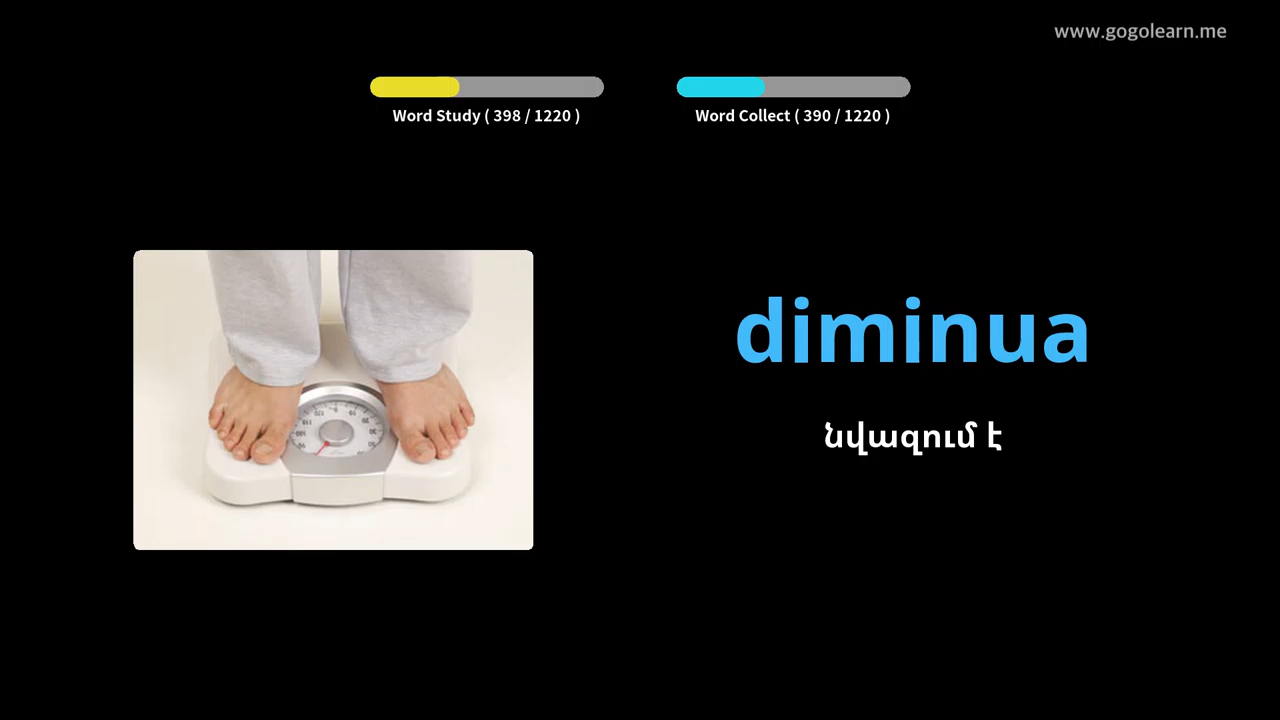 www.gogolearn.me
Word Study ( 398 / 1220 )
Word Collect ( 390 / 1220 )
diminua
նվազում է